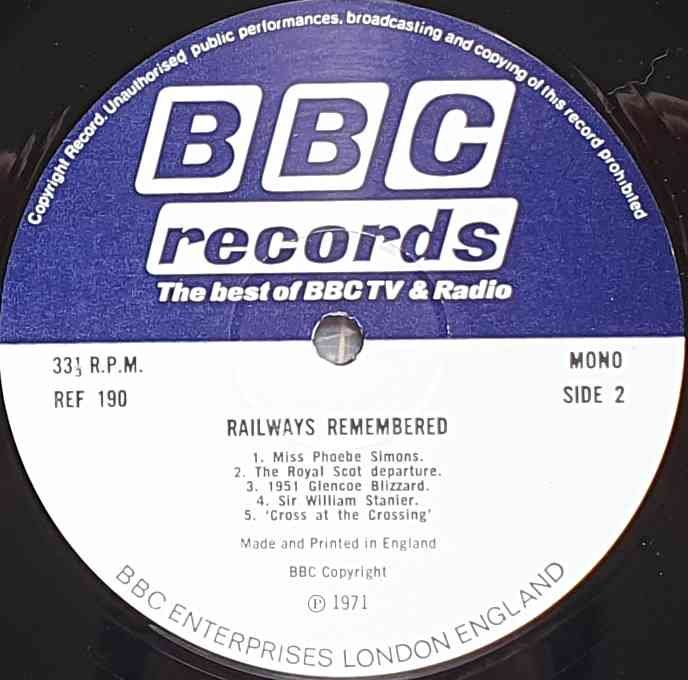 Copyright Record. Unauthorised public performances, broadcasting and copying of this record prohibited
BBC
records
The best of BBC TV & Radio
33⅓ R.P.M.
MONO
REF 190
SIDE 2
RAILWAYS REMEMBERED
1. Miss Phoebe Simons.
2. The Royal Scot departure.
3. 1951 Glencoe Blizzard.
4. Sir William Stanier.
5. 'Cross at the Crossing'
Made and Printed in England
BBC Copyright
Ⓟ 1971
BBC ENTERPRISES LONDON ENGLAND